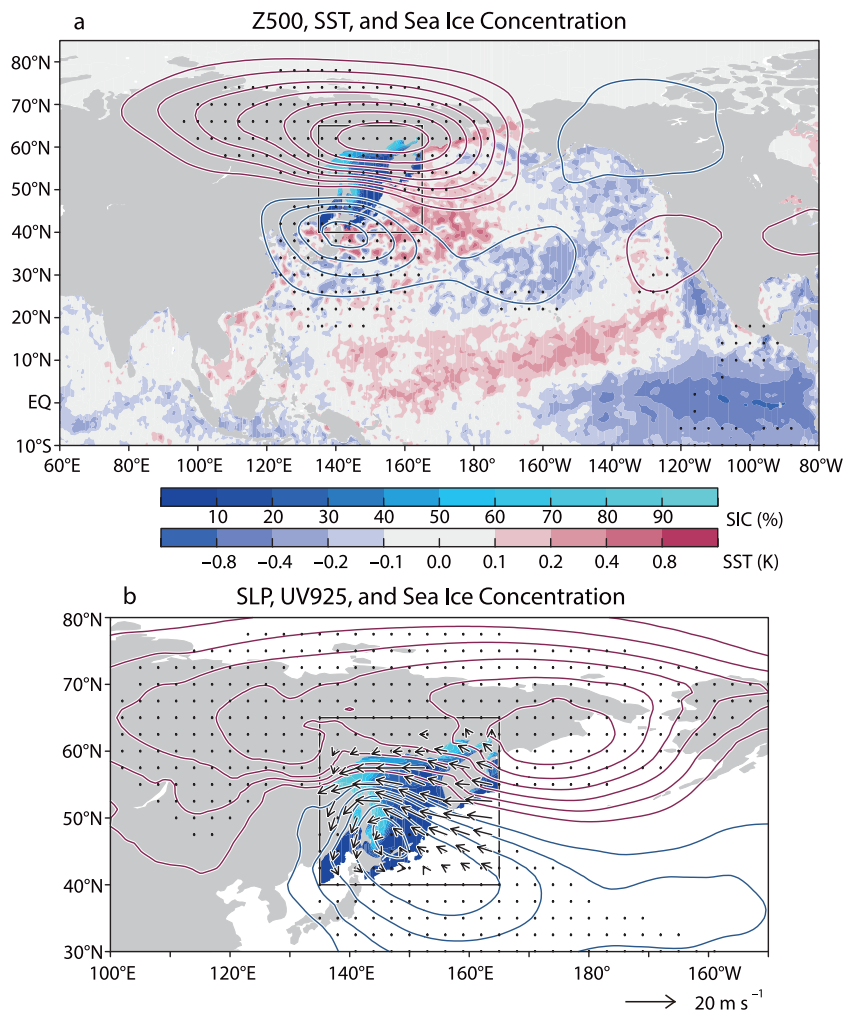 a
Z500, SST, and Sea Ice Concentration
80°N
70°N
60°N
50°N
40°N
30°N
20°N
10°N
EQ
10°S
60°E 80°E 100°E 120°E 140°E 160°E 180° 160°W 140°W 120°W 100°W 80°W
10 20 30 40 50 60 70 80 90 SIC (%)
−0.8 −0.4 −0.2 −0.1 0.0 0.1 0.2 0.4 0.8 SST (K)
b
SLP, UV925, and Sea Ice Concentration
80°N
70°N
60°N
50°N
40°N
30°N
100°E 120°E 140°E 160°E 180° 160°W
20 m s⁻¹